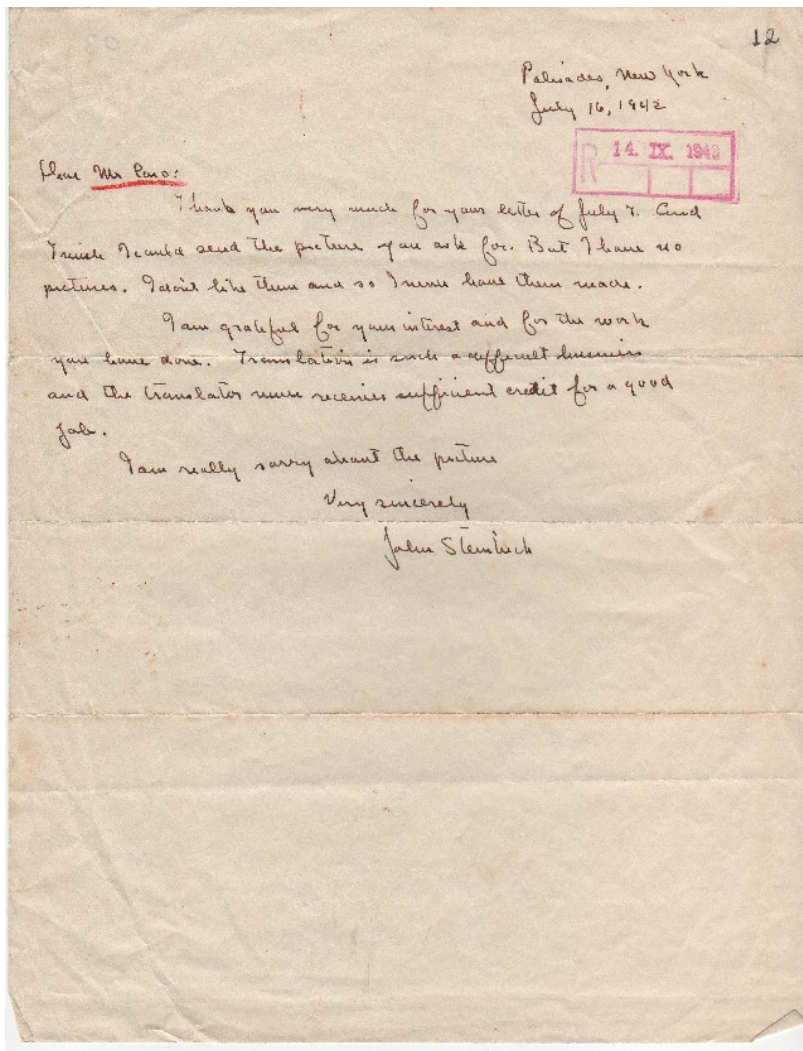 12
Palisades, New York
July 16, 1942
R 14. IX. 1942
Dear Mr
Thank you very much for your letter of July 7. And
I wish I could send the picture you ask for. But I have no
pictures. I don't like them and so I never have them made.
I am grateful for your interest and for the work
you have done. Translation is such a difficult business
and the translator never receives sufficient credit for a good
job.
I am really sorry about the picture
Very sincerely
John Steinbeck